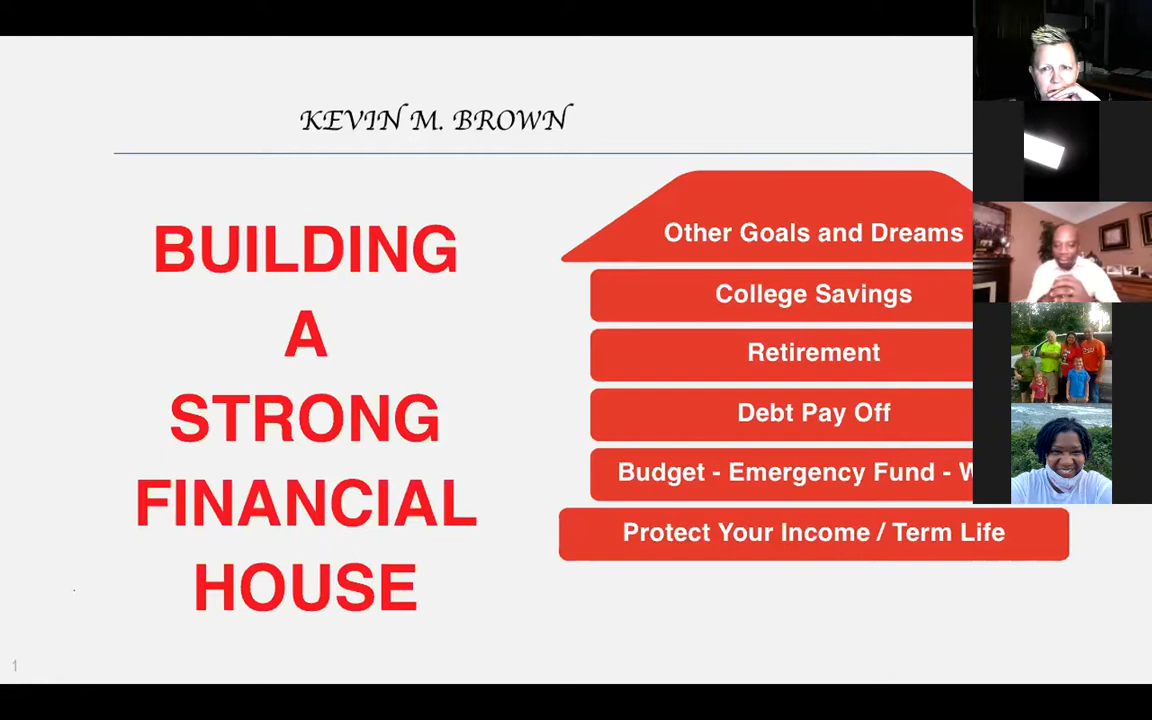 KEVIN M. BROWN
BUILDING
A
STRONG
FINANCIAL
HOUSE
Other Goals and Dreams
College Savings
Retirement
Debt Pay Off
Budget - Emergency Fund -
Protect Your Income / Term Life
1